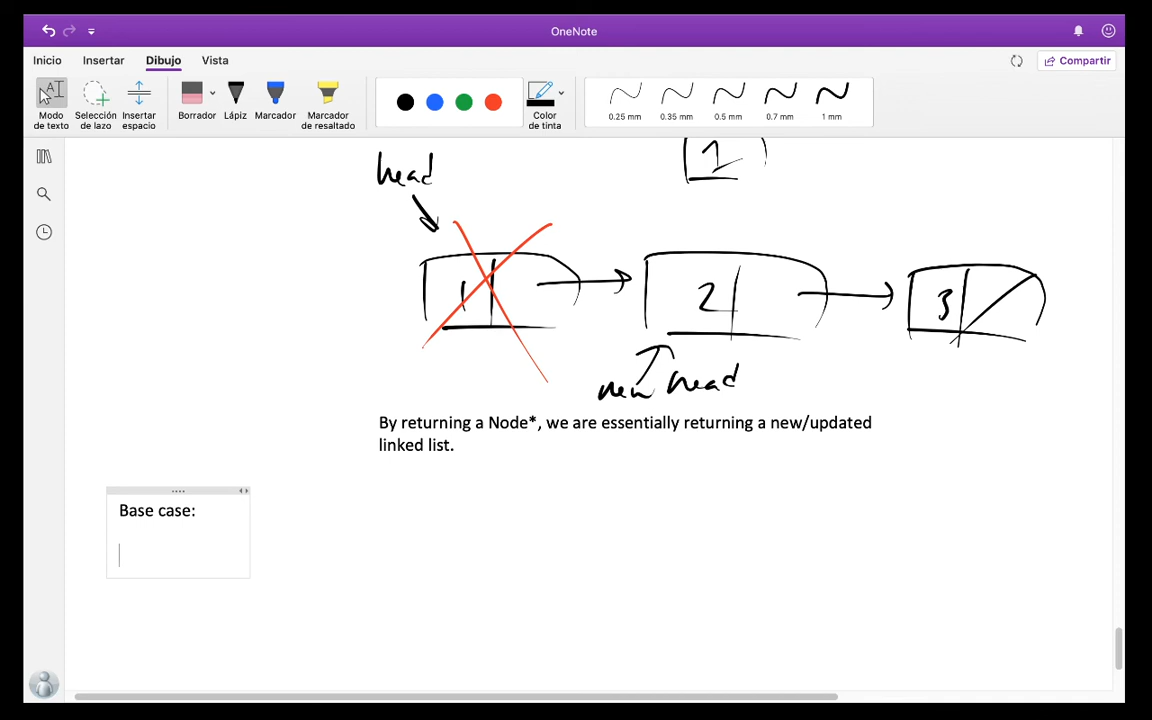 OneNote
Inicio
Insertar
Dibujo
Vista
Compartir
Modo
de texto
Selección
de lazo
Insertar
espacio
Borrador
Lápiz
Marcador
Marcador
de resaltado
Color
de tinta
0.25 mm
0.35 mm
0.5 mm
0.7 mm
1 mm
head
1
1
2
3
new head
By returning a Node*, we are essentially returning a new/updated
linked list.
Base case: